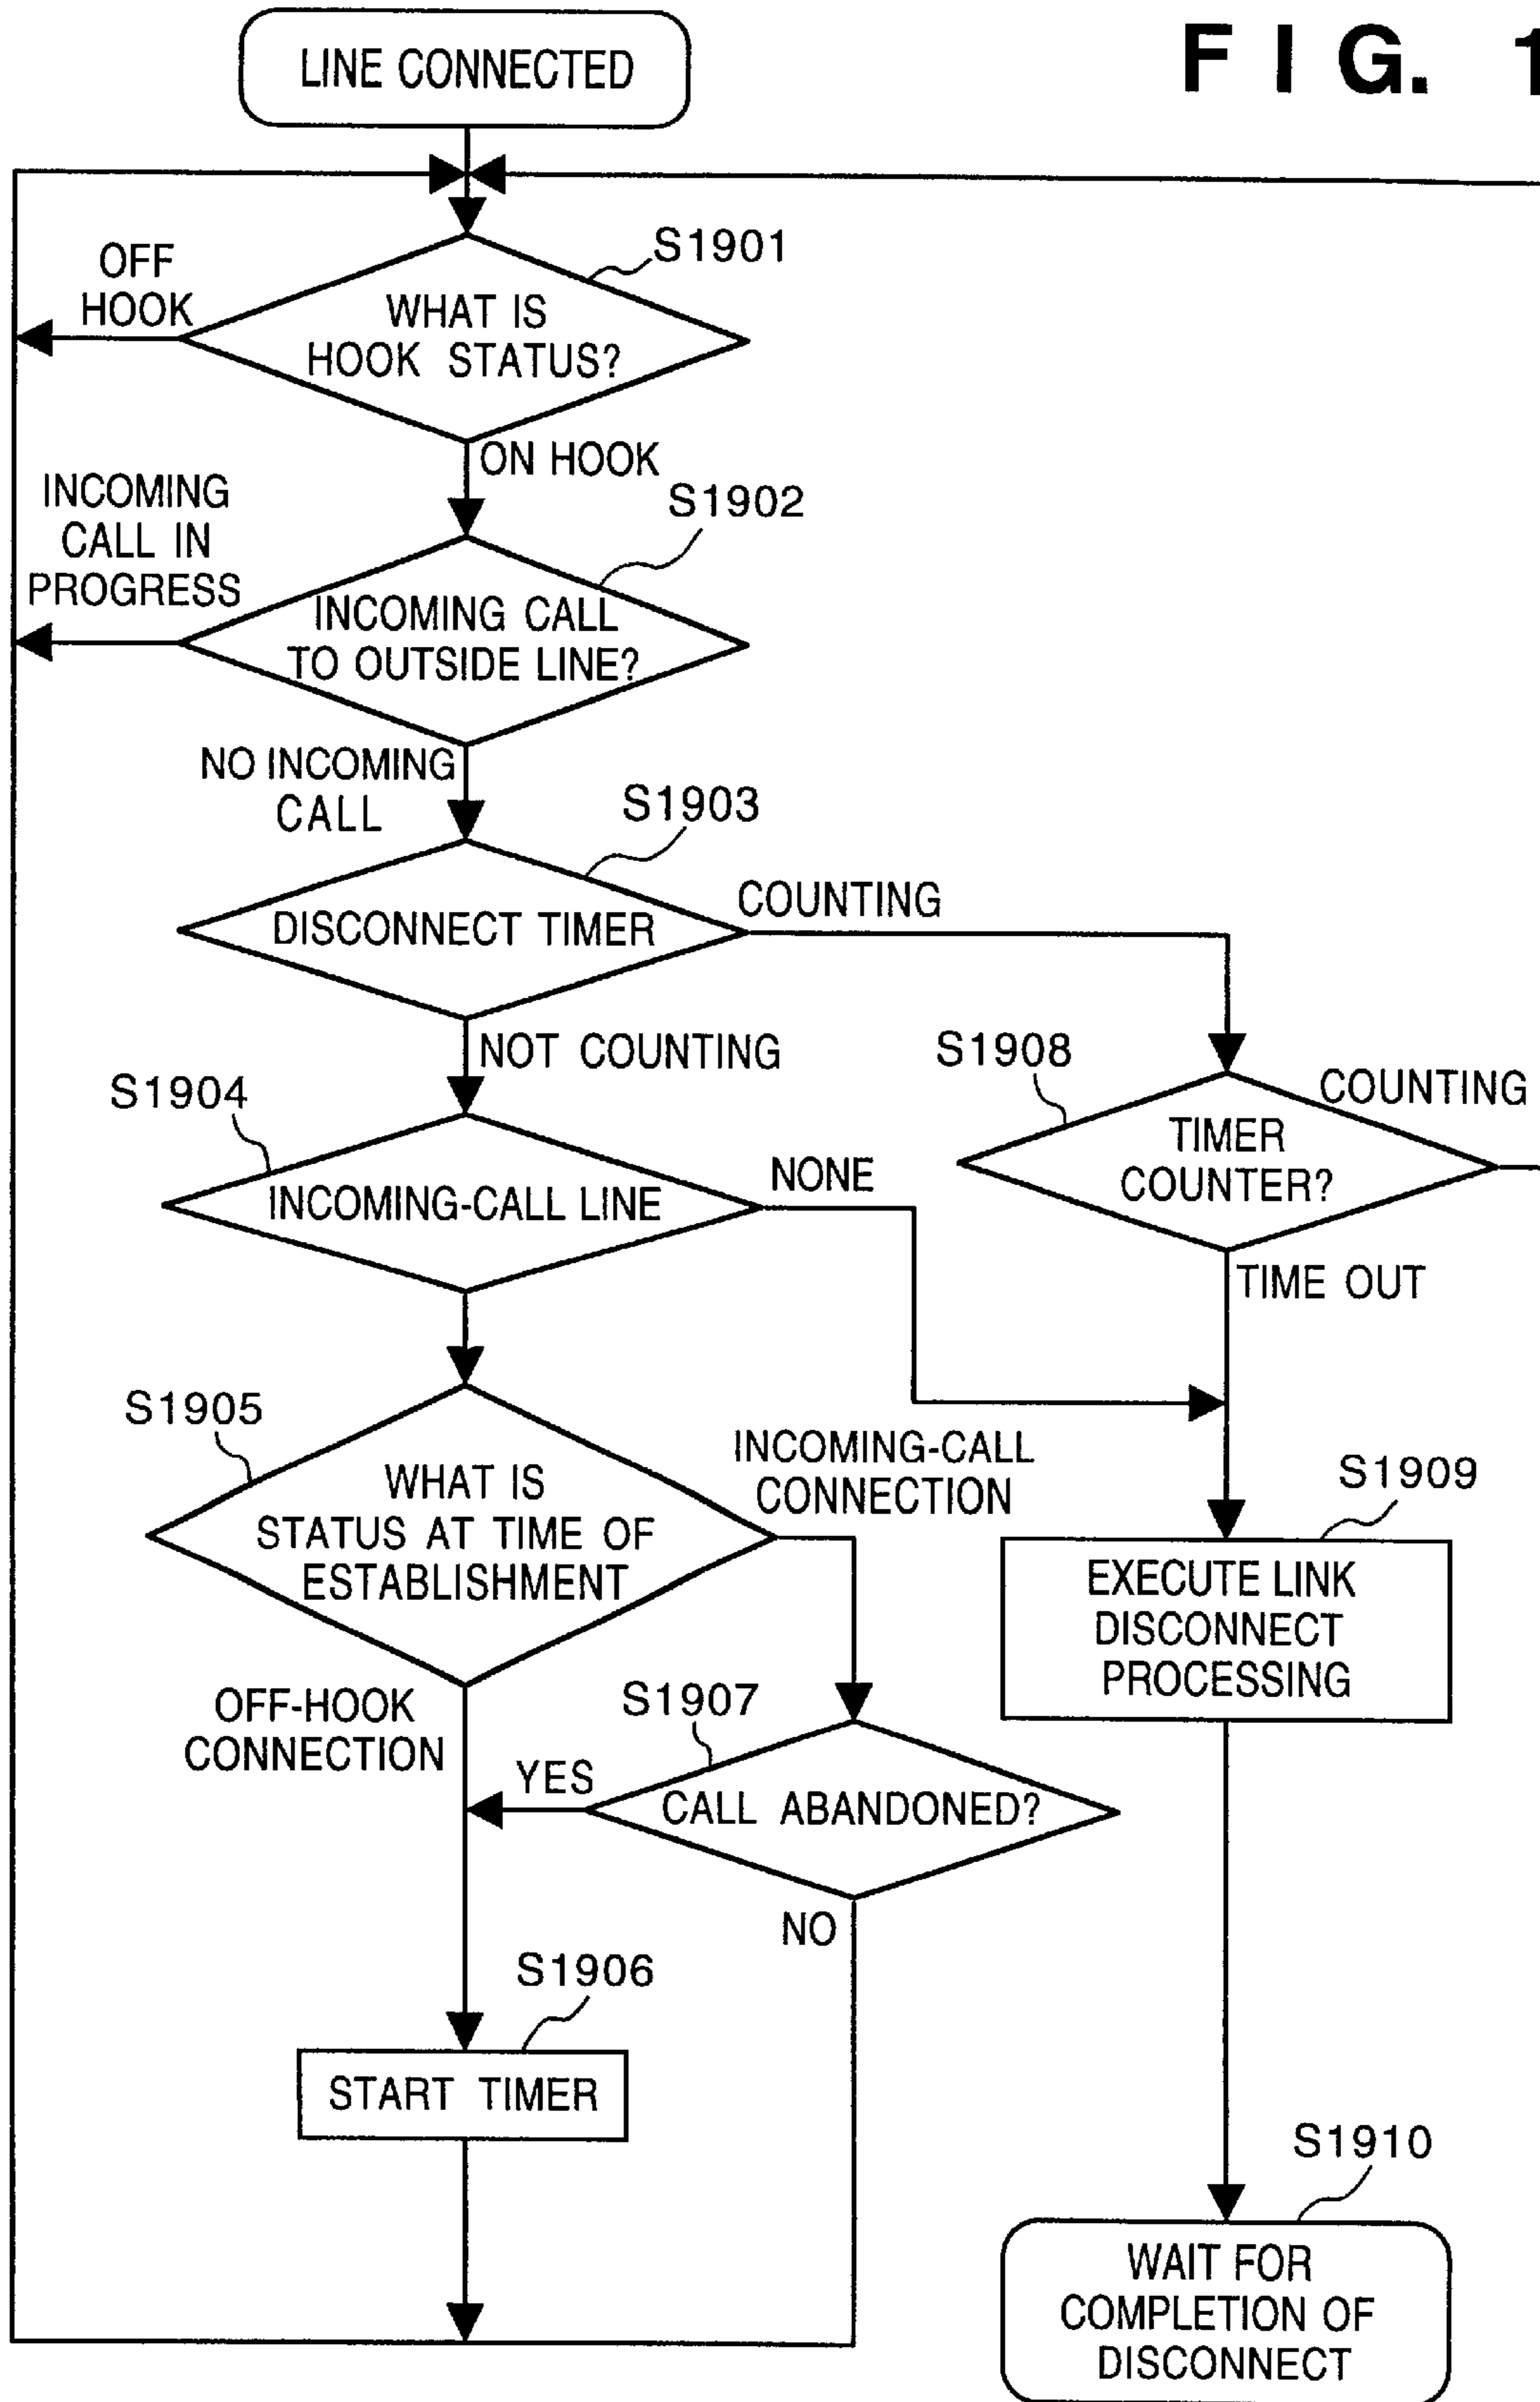 LINE CONNECTED
FIG. 1
S1901
OFF
HOOK
WHAT IS
HOOK STATUS?
ON HOOK
S1902
INCOMING
CALL IN
PROGRESS
INCOMING CALL
TO OUTSIDE LINE?
NO INCOMING
CALL
S1903
DISCONNECT TIMER
COUNTING
NOT COUNTING
S1908
COUNTING
TIMER
COUNTER?
S1904
INCOMING-CALL LINE
NONE
TIME OUT
S1905
WHAT IS
STATUS AT TIME OF
ESTABLISHMENT
INCOMING-CALL
CONNECTION
S1909
EXECUTE LINK
DISCONNECT
PROCESSING
OFF-HOOK
CONNECTION
S1907
YES
CALL ABANDONED?
NO
S1906
START TIMER
S1910
WAIT FOR
COMPLETION OF
DISCONNECT